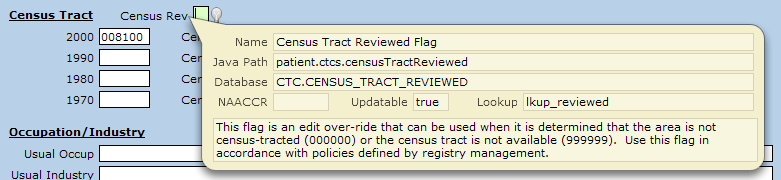 Census Tract Census Rev
2000 008100 Cen
1990 Cen
1980 Cen
1970 Cen
Occupation/Industry
Usual Occup
Usual Industry
Name Census Tract Reviewed Flag
Java Path patient.ctcs.censusTractReviewed
Database CTC.CENSUS_TRACT_REVIEWED
NAACCR Updatable true Lookup lkup_reviewed
This flag is an edit over-ride that can be used when it is determined that the area is not
census-tracted (000000) or the census tract is not available (999999). Use this flag in
accordance with policies defined by registry management.